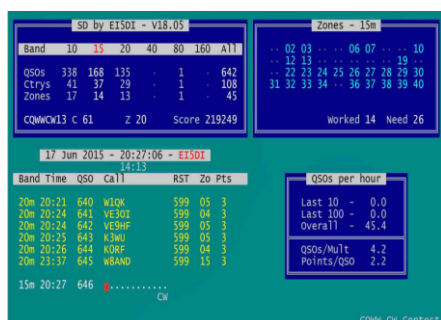 SD by EI5DI - V18.05
Band 10 15 20 40 80 160 All
QSOs 338 168 135 · 1 · 642
Ctrys 41 37 29 · 1 · 108
Zones 17 14 13 · 1 · 45
CQWWCW13 C 61 Z 20 Score 219249
Zones - 15m
·· 02 03 ·· ·· 06 07 ·· ·· 10
·· 12 13 ·· ·· ·· ·· ·· 19 ··
·· 22 23 24 25 26 27 28 29 30
31 32 33 34 ·· 36 37 38 39 40
Worked 14 Need 26
17 Jun 2015 - 20:27:06 - EI5DI
14:13
Band Time QSO Call RST Zo Pts
20m 20:21 640 W1QK 599 05 3
20m 20:24 641 VE3OI 599 04 3
20m 20:24 642 VE9HF 599 05 3
20m 20:25 643 K3WU 599 05 3
20m 20:26 644 K0RF 599 04 3
20m 23:37 645 W8AND 599 15 3
15m 20:27 646
CW
QSOs per hour
Last 10 - 0.0
Last 100 - 0.0
Overall - 45.4
QSOs/Mult 4.2
Points/QSO 2.2
CQWW CW Contest